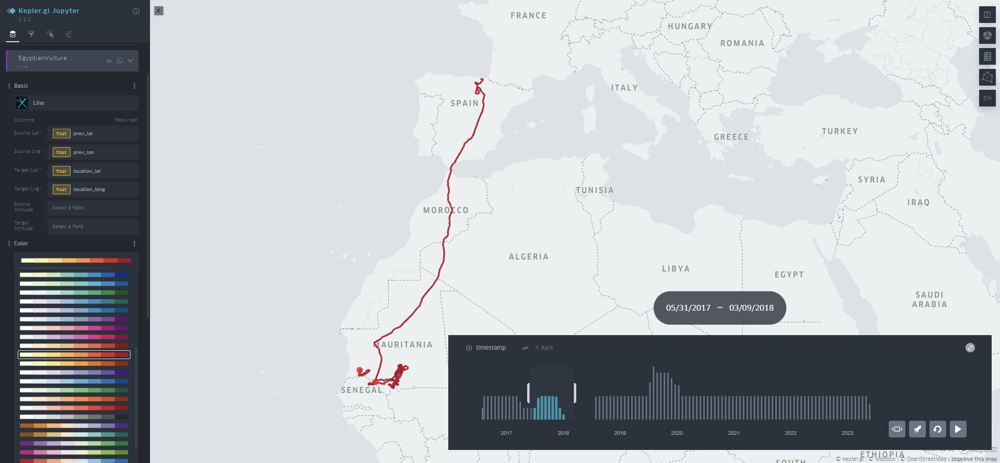 Kepler.gl Jupyter
0.3.2
EgyptianVulture
Line
Basic
Line
Columns Required*
Source Lat * float prev_lat
Source Lng * float prev_lon
Target Lat * float location_lat
Target Lng * float location_long
Source Altitude Select a field
Target Altitude Select a field
Color
FRANCE
HUNGARY
ROMANIA
ITALY
SPAIN
TURKEY
GREECE
SYRIA
TUNISIA
IRAQ
MOROCCO
ALGERIA
LIBYA
EGYPT
SAUDI
ARABIA
MAURITANIA
SENEGAL
EN
05/31/2017 – 03/09/2018
timestamp Y Axis
2017 2018 2019 2020 2021 2022 2023
Basemap by: mapbox
ETHIOPIA
SOUTH
© kepler.gl | © Mapbox | © OpenStreetMap | Improve this map